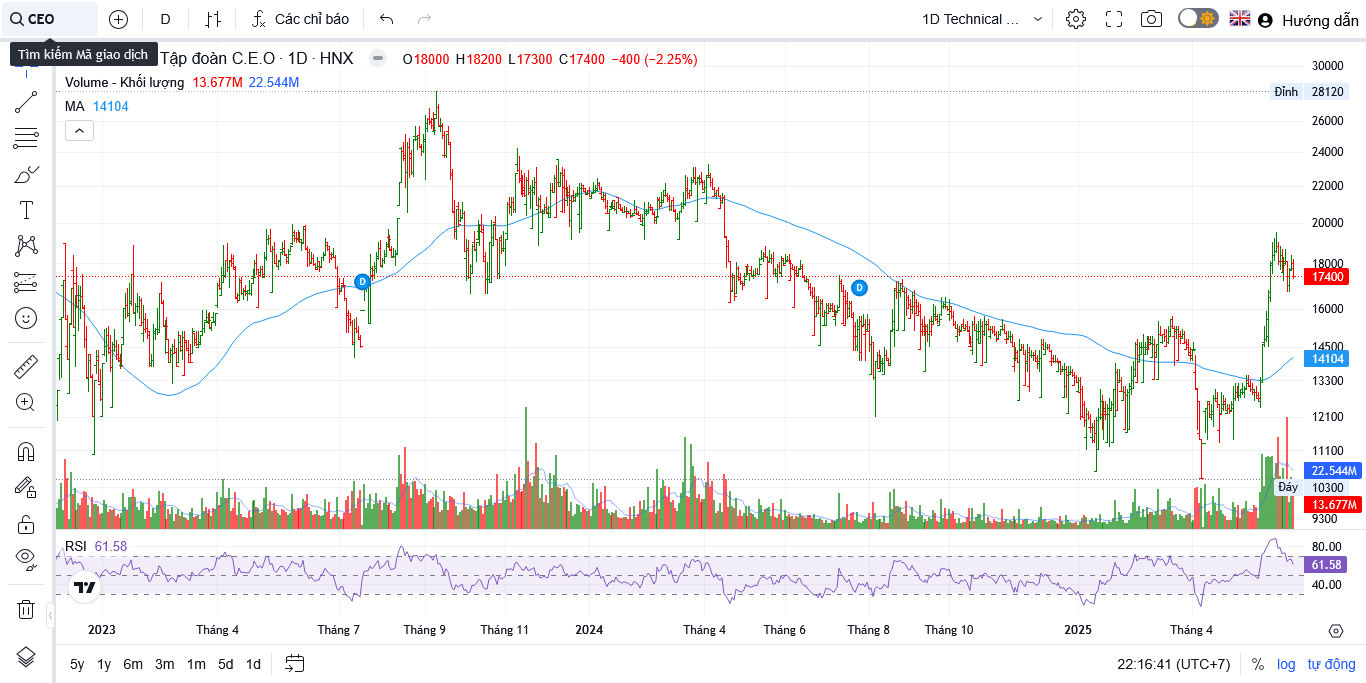 CEO D Các chỉ báo 1D Technical ... Hướng dẫn
Tìm kiếm Mã giao dịch
Tập đoàn C.E.O · 1D · HNX O18000 H18200 L17300 C17400 −400 (−2.25%)
Volume - Khối lượng 13.677M 22.544M
MA 14104
30000
Đỉnh 28120
26000
24000
22000
20000
18000
17400
16000
14500
14104
13300
12100
11100
22.544M
Đáy 10300
13.677M
9300
D
D
RSI 61.58
80.00
61.58
40.00
2023 Tháng 4 Tháng 7 Tháng 9 Tháng 11 2024 Tháng 4 Tháng 6 Tháng 8 Tháng 10 2025 Tháng 4
5y 1y 6m 3m 1m 5d 1d 22:16:41 (UTC+7) % log tự động